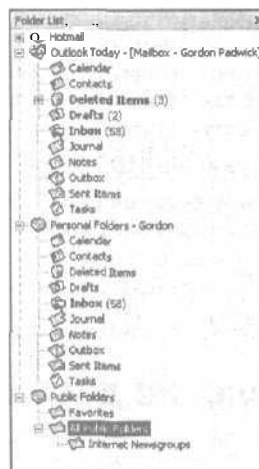 Folder List
Hotmail
Outlook Today - [Mailbox - Gordon Padwick]
Calendar
Contacts
Deleted Items (3)
Drafts (2)
Inbox (58)
Journal
Notes
Outbox
Sent Items
Tasks
Personal Folders - Gordon
Calendar
Contacts
Deleted Items
Drafts
Inbox (58)
Journal
Notes
Outbox
Sent Items
Tasks
Public Folders
Favorites
All Public Folders
Internet Newsgroups